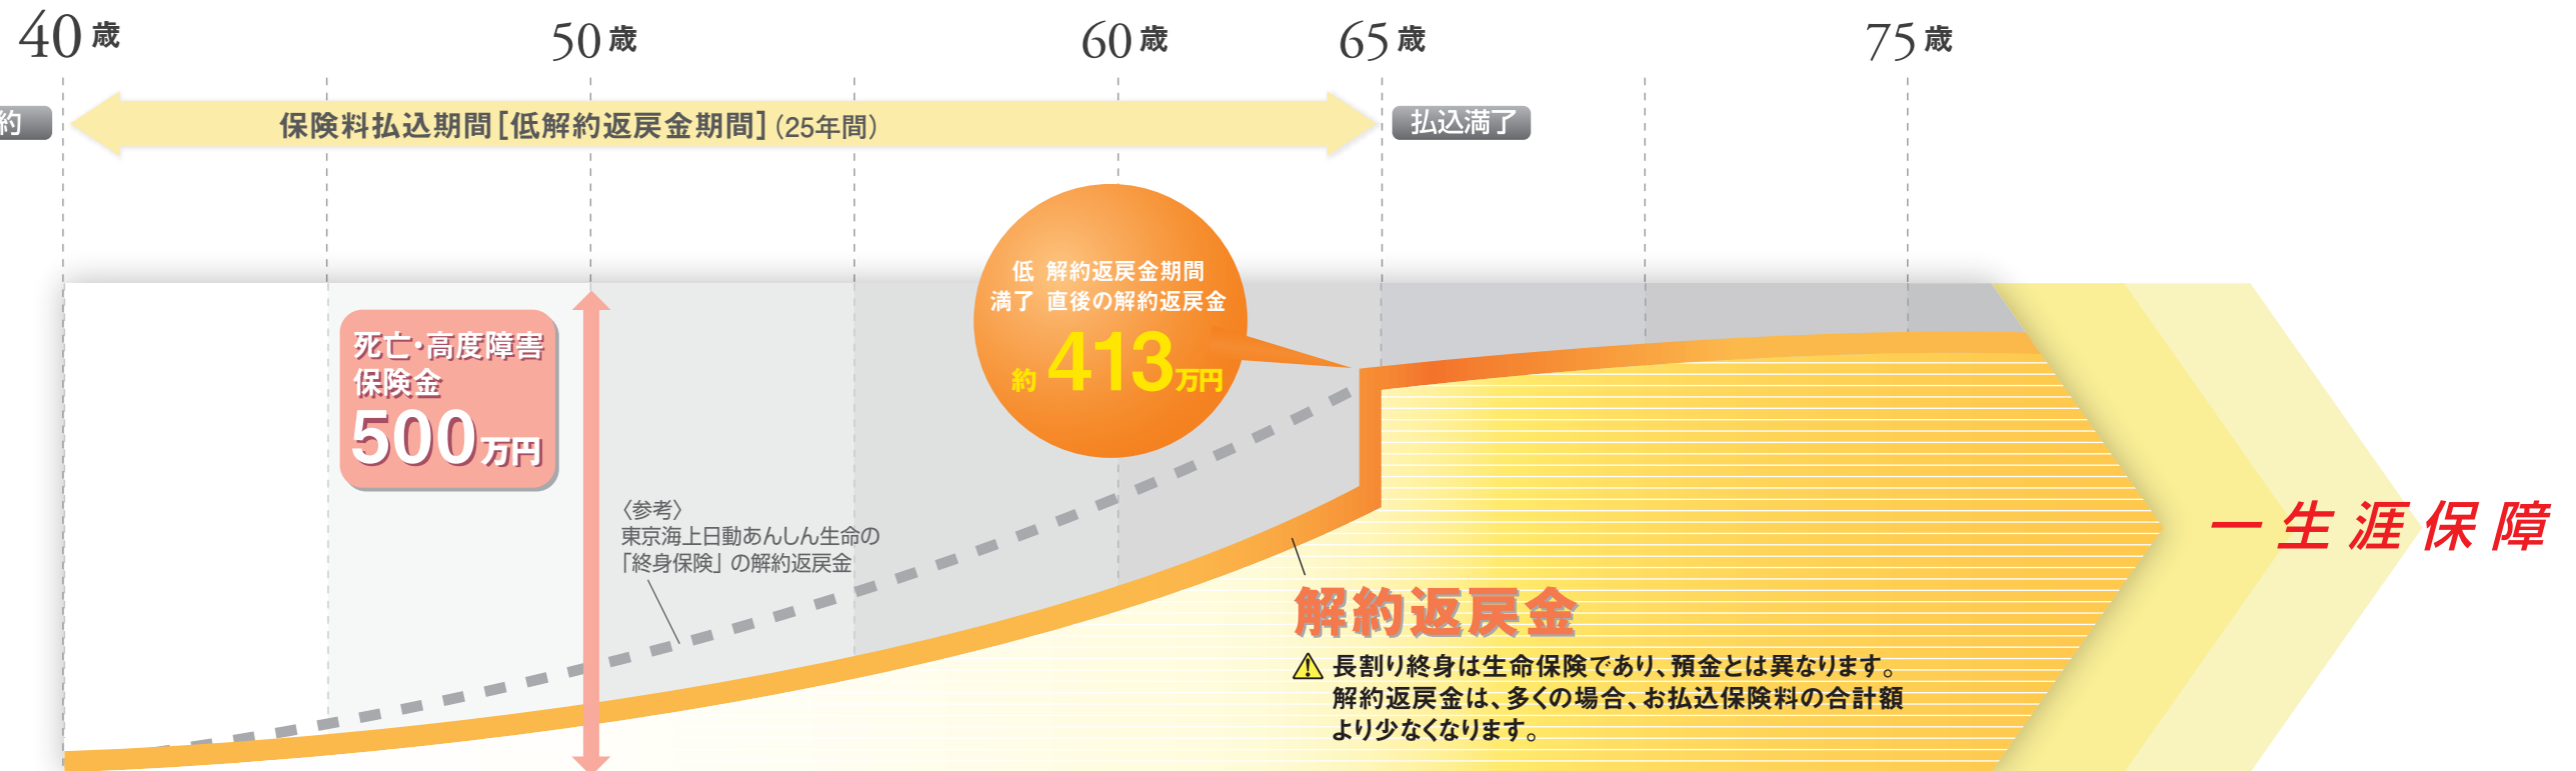 40歳
50歳
60歳
65歳
75歳
約
保険料払込期間[低解約返戻金期間](25年間)
払込満了
低 解約返戻金期間
満了 直後の解約返戻金
約413万円
死亡・高度障害
保険金
500万円
〈参考〉
東京海上日動あんしん生命の
「終身保険」の解約返戻金
一生涯保障
解約返戻金
長割り終身は生命保険であり、預金とは異なります。
解約返戻金は、多くの場合、お払込保険料の合計額
より少なくなります。